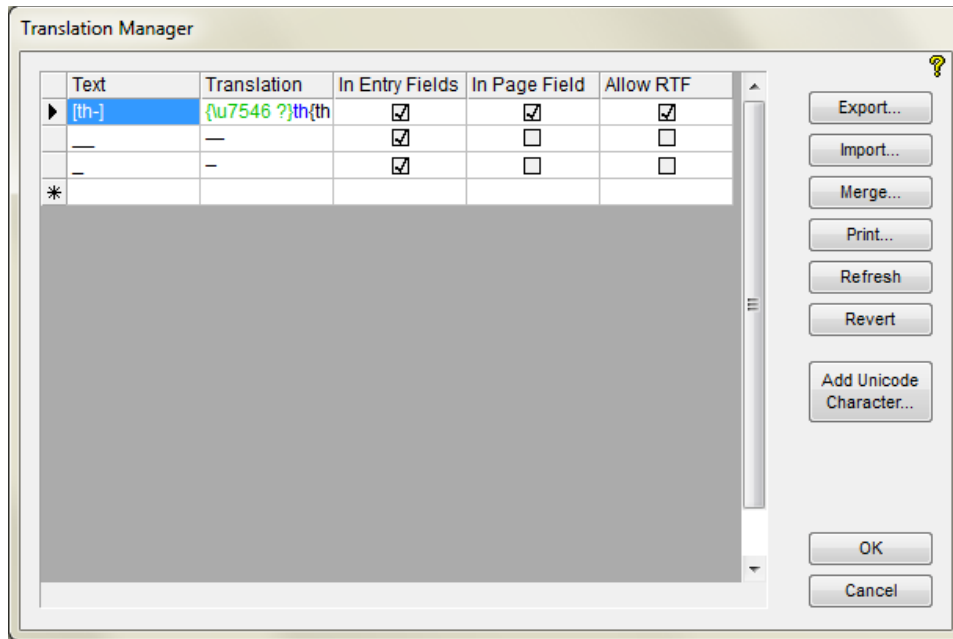 Translation Manager
Text Translation In Entry Fields In Page Field Allow RTF
[th-] {\u7546 ?}th{th
__ —
_ –
Export...
Import...
Merge...
Print...
Refresh
Revert
Add Unicode
Character...
OK
Cancel